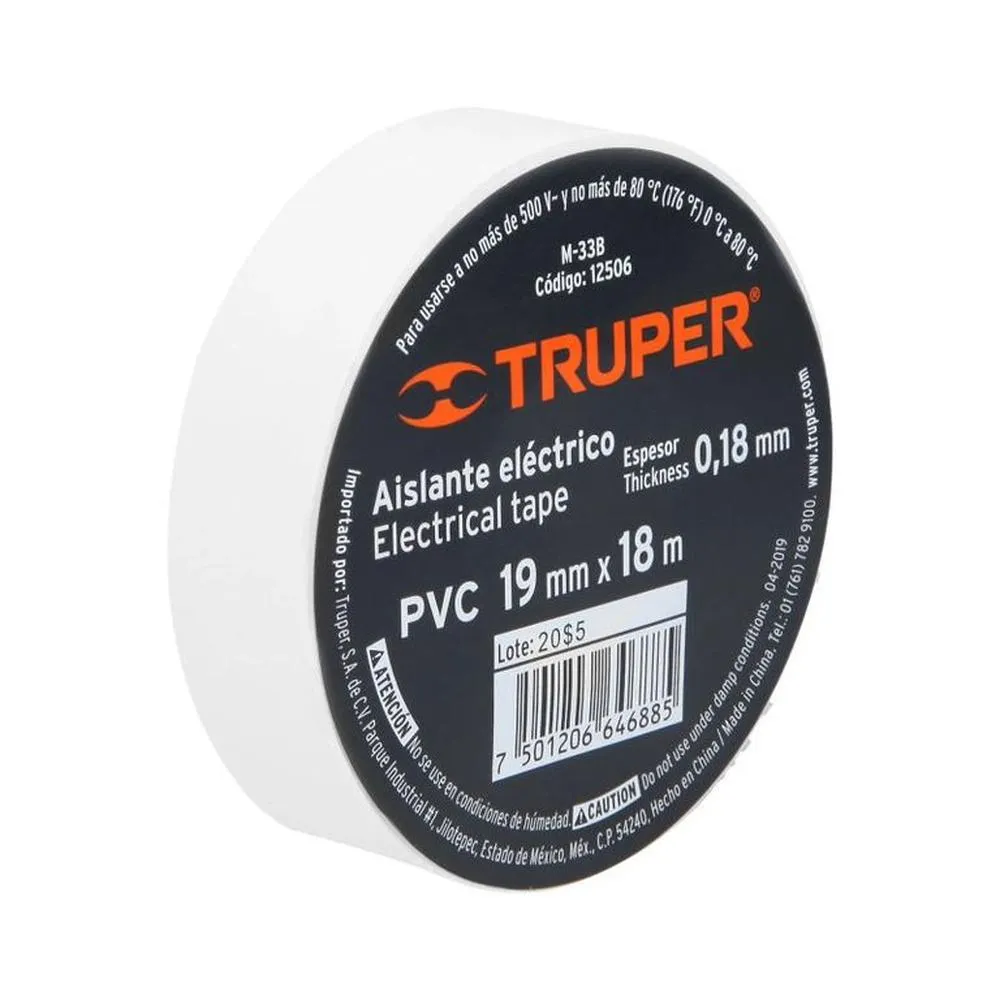 Para usarse a no más de 500 V~ y no más de 80 °C (176 °F) 0 °C a 80 °C
M-33B
Código: 12506
TRUPER®
Aislante eléctrico
Electrical tape
Espesor
Thickness 0,18 mm
PVC 19 mm x 18 m
Lote: 20$5
7 501206 646885
ATENCIÓN No se use en condiciones de húmedad. CAUTION Do not use under damp conditions. 04-2019
Importado por: Truper, S.A. de C.V. Parque Industrial #1, Jilotepec, Estado de México, Méx., C.P. 54240, Hecho en China / Made in China, Tel.: 01 (761) 782 9100. www.truper.com